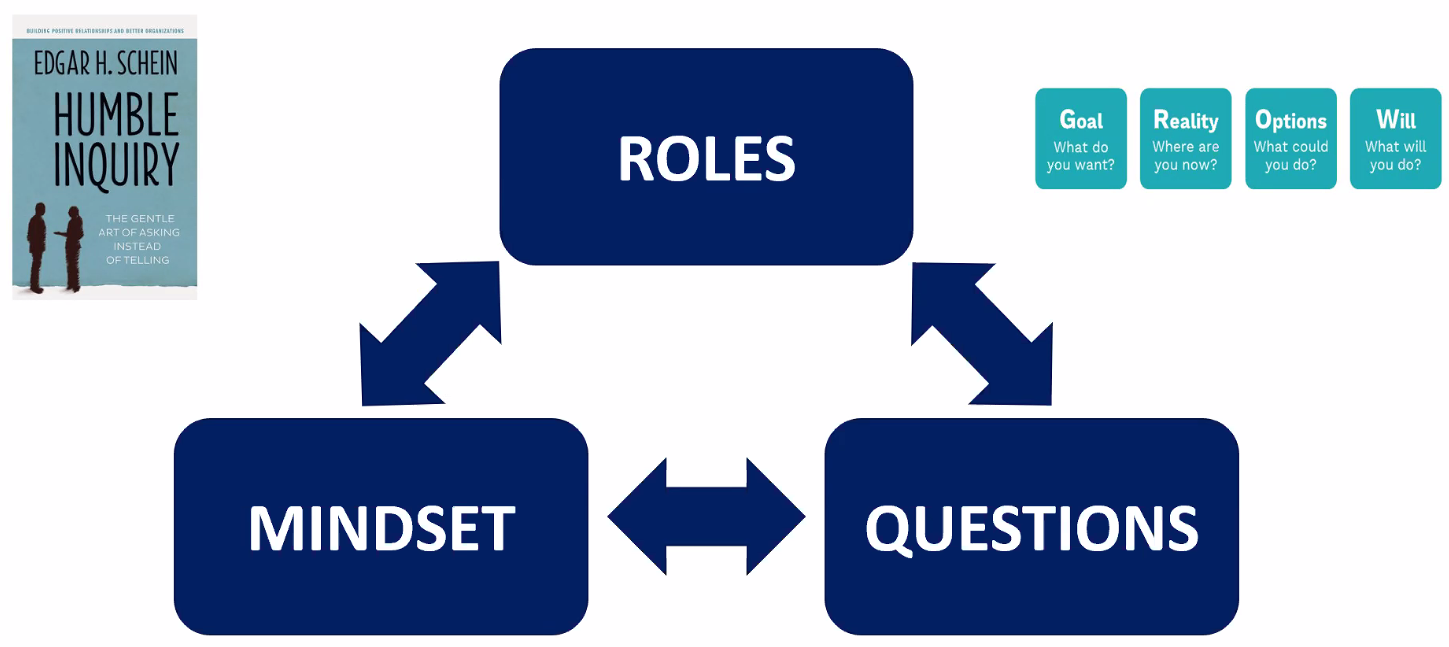 BUILDING POSITIVE RELATIONSHIPS AND BETTER ORGANIZATIONS
EDGAR H. SCHEIN
HUMBLE
INQUIRY
THE GENTLE
ART OF ASKING
INSTEAD
OF TELLING
ROLES
Goal
What do
you want?
Reality
Where are
you now?
Options
What could
you do?
Will
What will
you do?
MINDSET
QUESTIONS